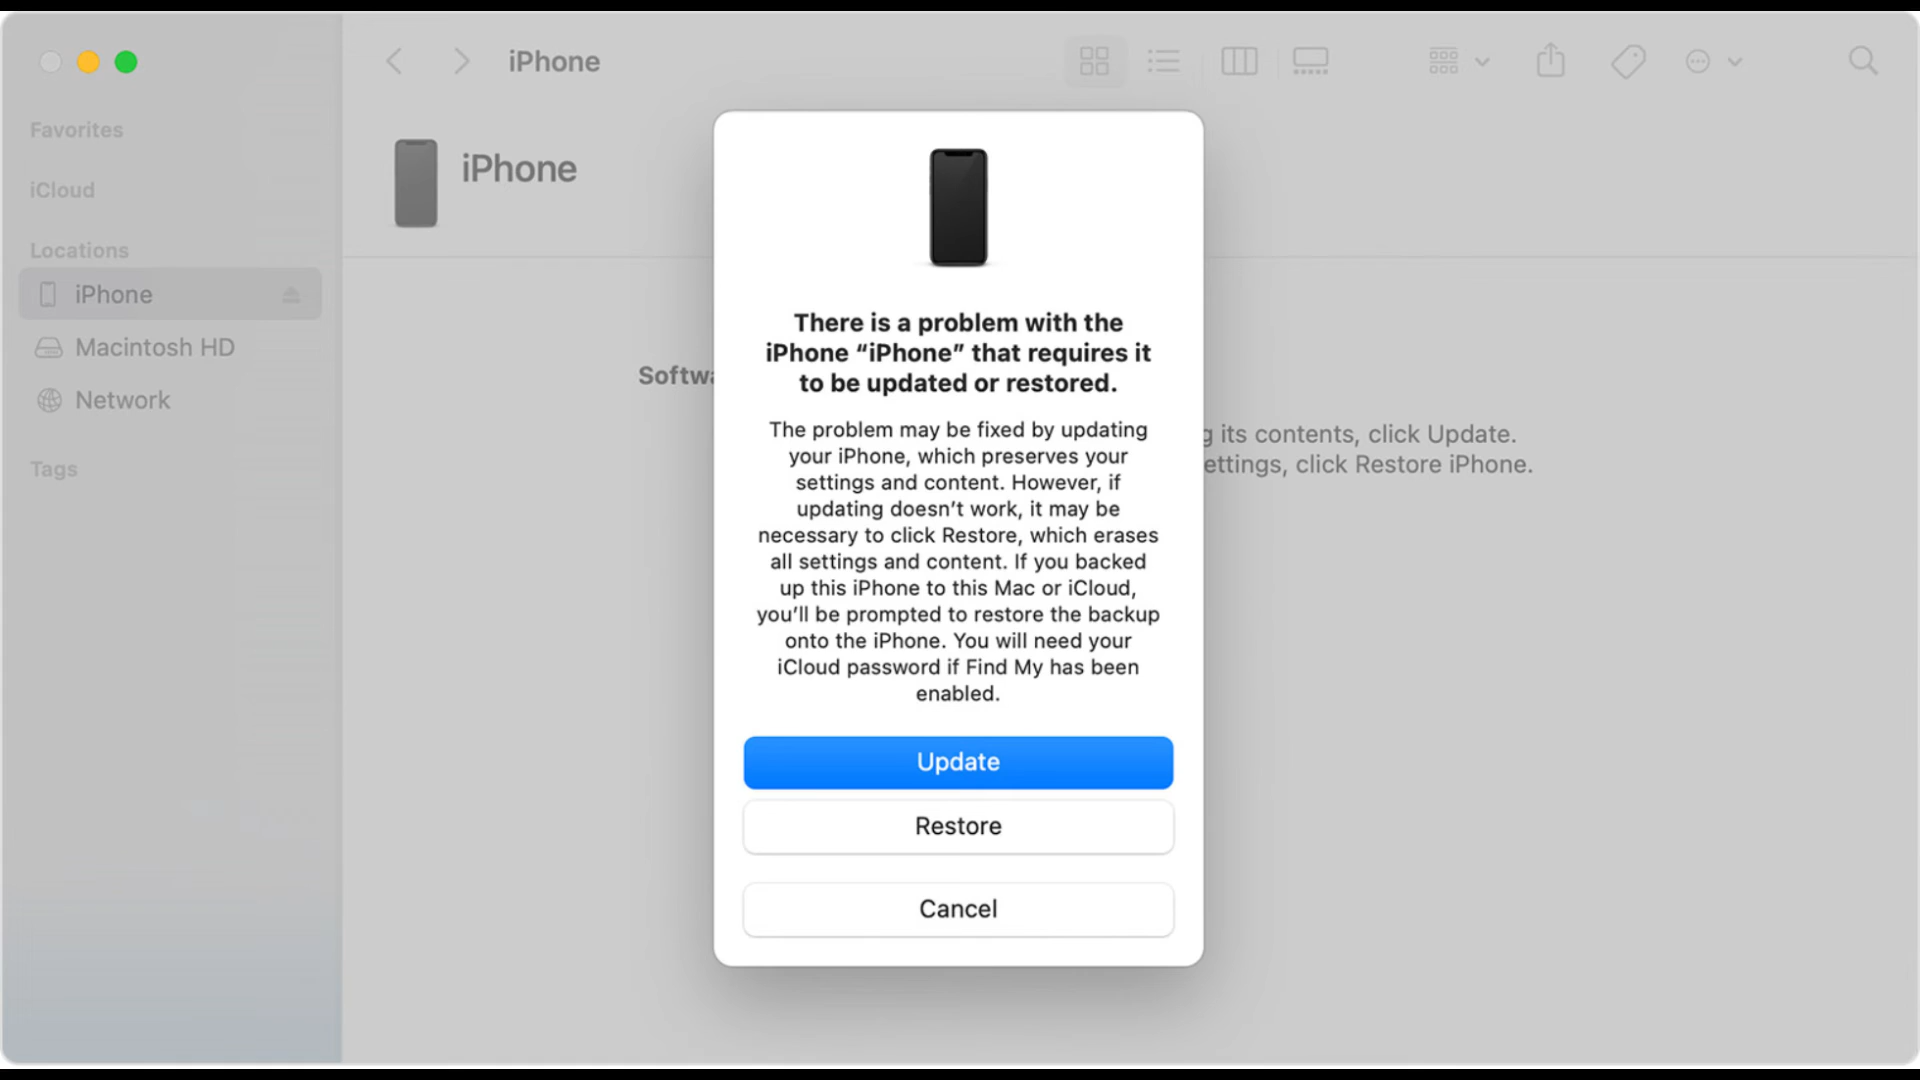 iPhone
Favorites
iCloud
Locations
iPhone
Macintosh HD
Network
Tags
iPhone
There is a problem with the
iPhone “iPhone” that requires it
to be updated or restored.
The problem may be fixed by updating
your iPhone, which preserves your
settings and content. However, if
updating doesn’t work, it may be
necessary to click Restore, which erases
all settings and content. If you backed
up this iPhone to this Mac or iCloud,
you’ll be prompted to restore the backup
onto the iPhone. You will need your
iCloud password if Find My has been
enabled.
Update
Restore
Cancel
its contents, click Update.
click Restore iPhone.